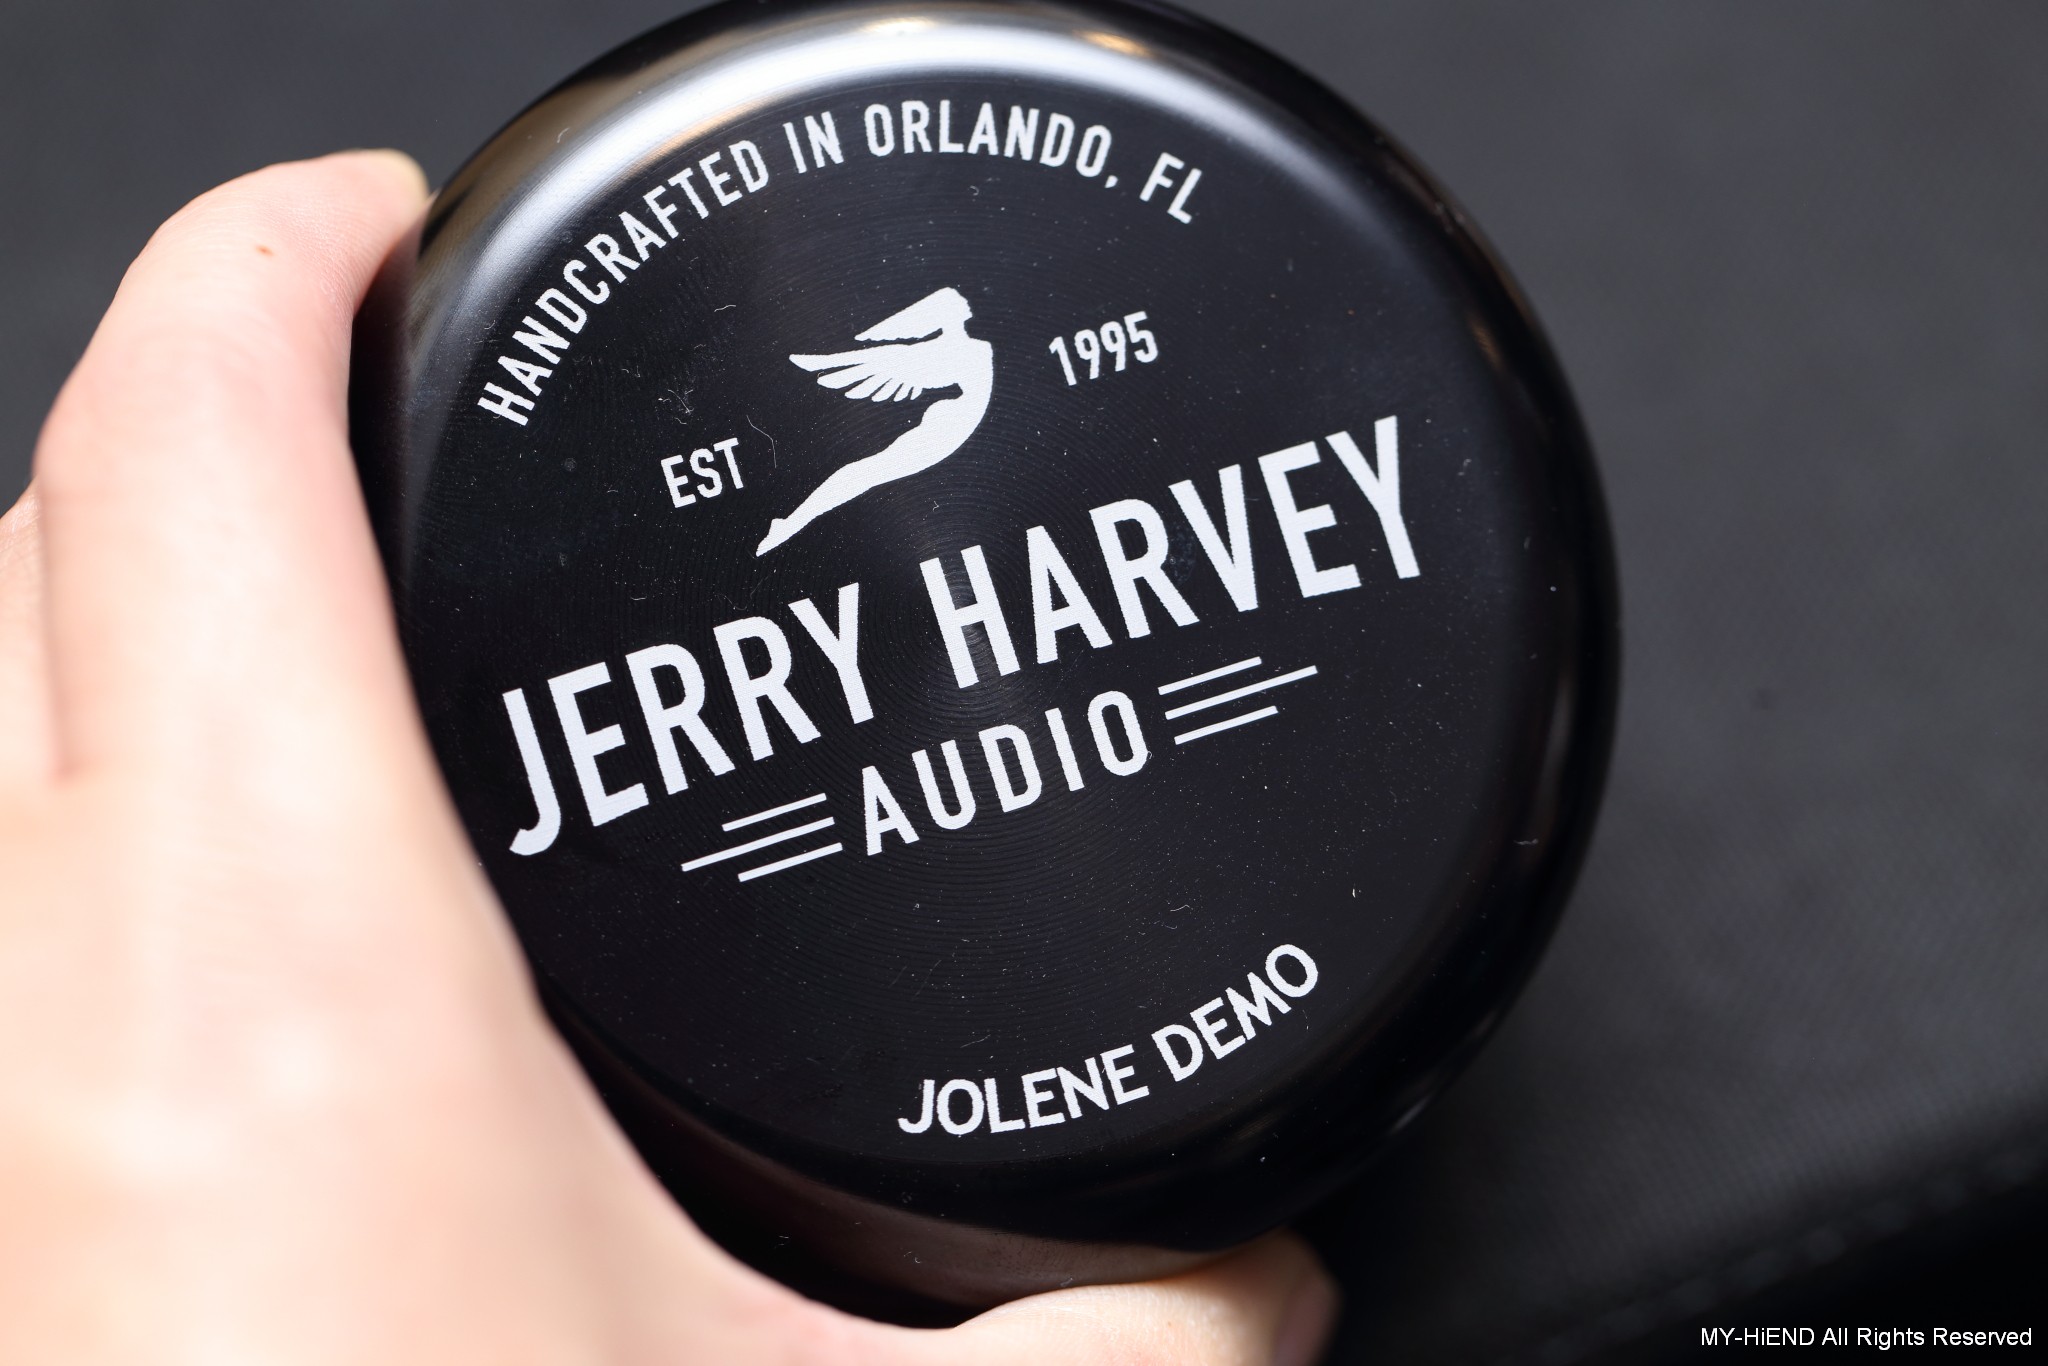 HANDCRAFTED IN ORLANDO, FL
EST 1995
JERRY HARVEY
AUDIO
JOLENE DEMO
MY-HiEND All Rights Reserved